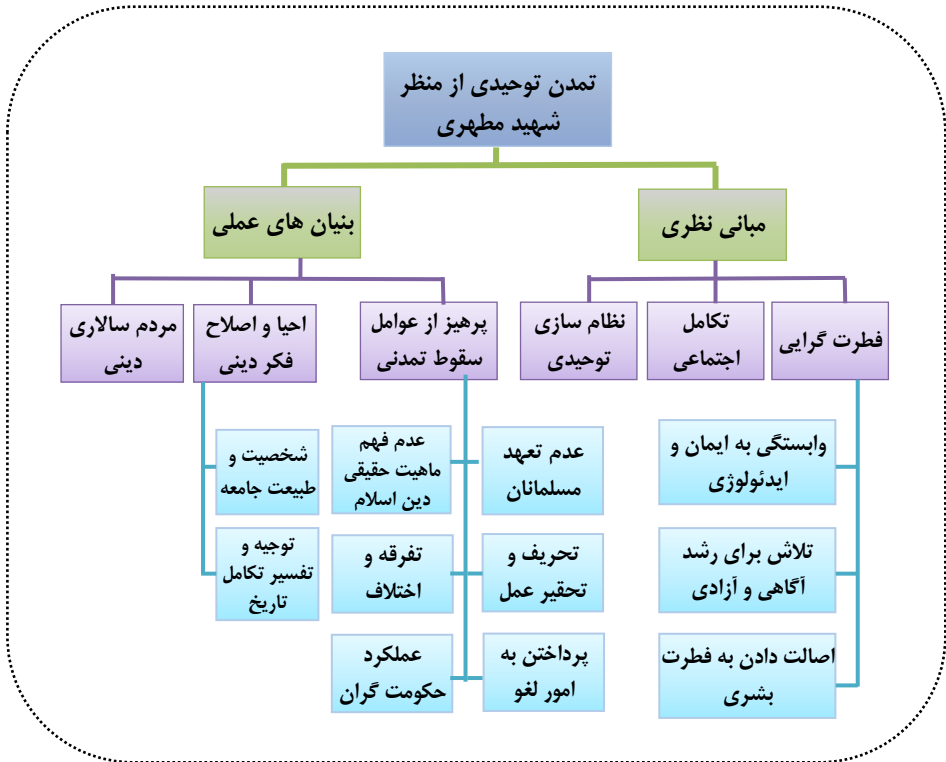 تمدن توحیدی از منظر
شهید مطهری
مبانی نظری
بنیان های عملی
فطرت گرایی
تکامل
اجتماعی
نظام سازی
توحیدی
پرهیز از عوامل
سقوط تمدنی
احیا و اصلاح
فکر دینی
مردم سالاری
دینی
وابستگی به ایمان و
ایدئولوژی
تلاش برای رشد
آگاهی و آزادی
اصالت دادن به فطرت
بشری
عدم تعهد
مسلمانان
عدم فهم
ماهیت حقیقی
دین اسلام
تحریف و
تحقیر عمل
تفرقه و
اختلاف
پرداختن به
امور لغو
عملکرد
حکومت گران
شخصیت و
طبیعت جامعه
توجیه و
تفسیر تکامل
تاریخ